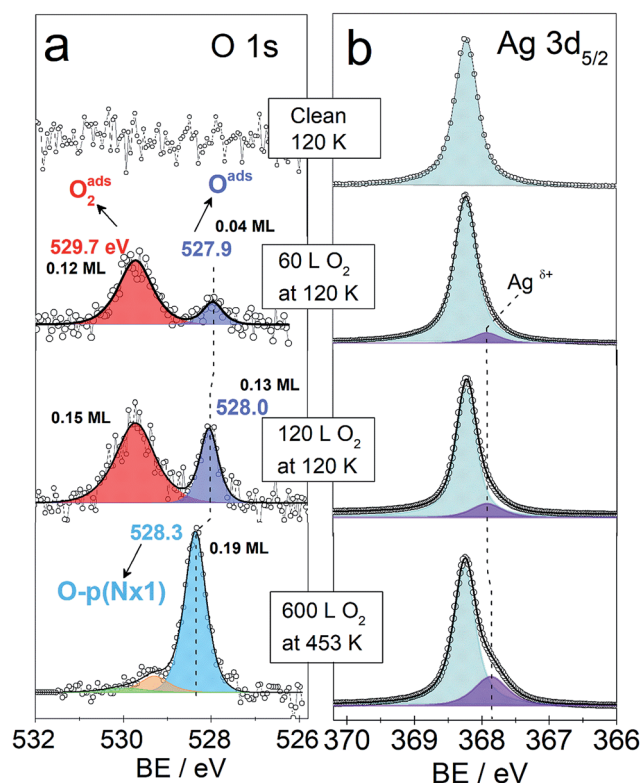 a
O 1s
b
Ag 3d5/2
Clean
120 K
O2ads
Oads
529.7 eV
0.12 ML
0.04 ML
527.9
60 L O2
at 120 K
Agδ+
0.15 ML
0.13 ML
528.0
120 L O2
at 120 K
528.3
0.19 ML
O-p(Nx1)
600 L O2
at 453 K
532 530 528 526
BE / eV
370 369 368 367 366
BE / eV